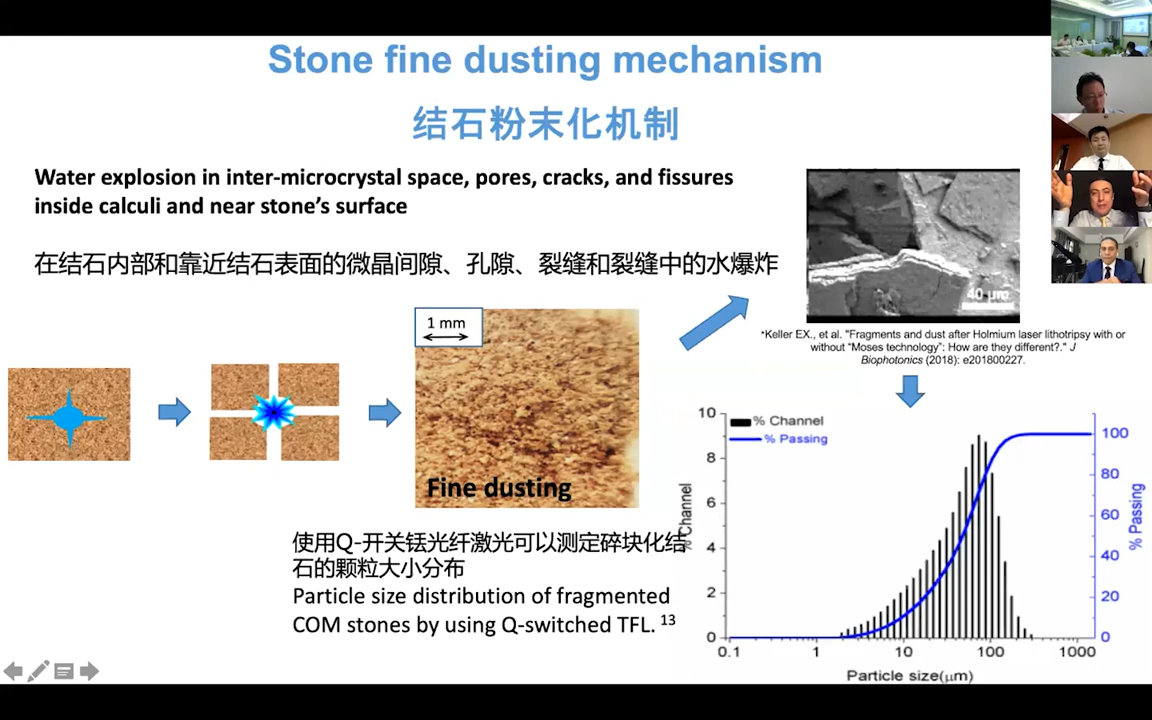 Stone fine dusting mechanism
结石粉末化机制
Water explosion in inter-microcrystal space, pores, cracks, and fissures
inside calculi and near stone's surface
在结石内部和靠近结石表面的微晶间隙、孔隙、裂缝和裂缝中的水爆炸
40 μm
*Keller EX., et al. "Fragments and dust after Holmium laser lithotripsy with or
without "Moses technology": How are they different?." J
Biophotonics (2018): e201800227.
1 mm
Fine dusting
使用Q-开关铥光纤激光可以测定碎块化结
石的颗粒大小分布
Particle size distribution of fragmented
COM stones by using Q-switched TFL. 13
% Channel
% Passing
% Channel
10
8
6
4
2
0
100
80
60
40
20
0
% Passing
0.1
1
10
100
1000
Particle size(μm)